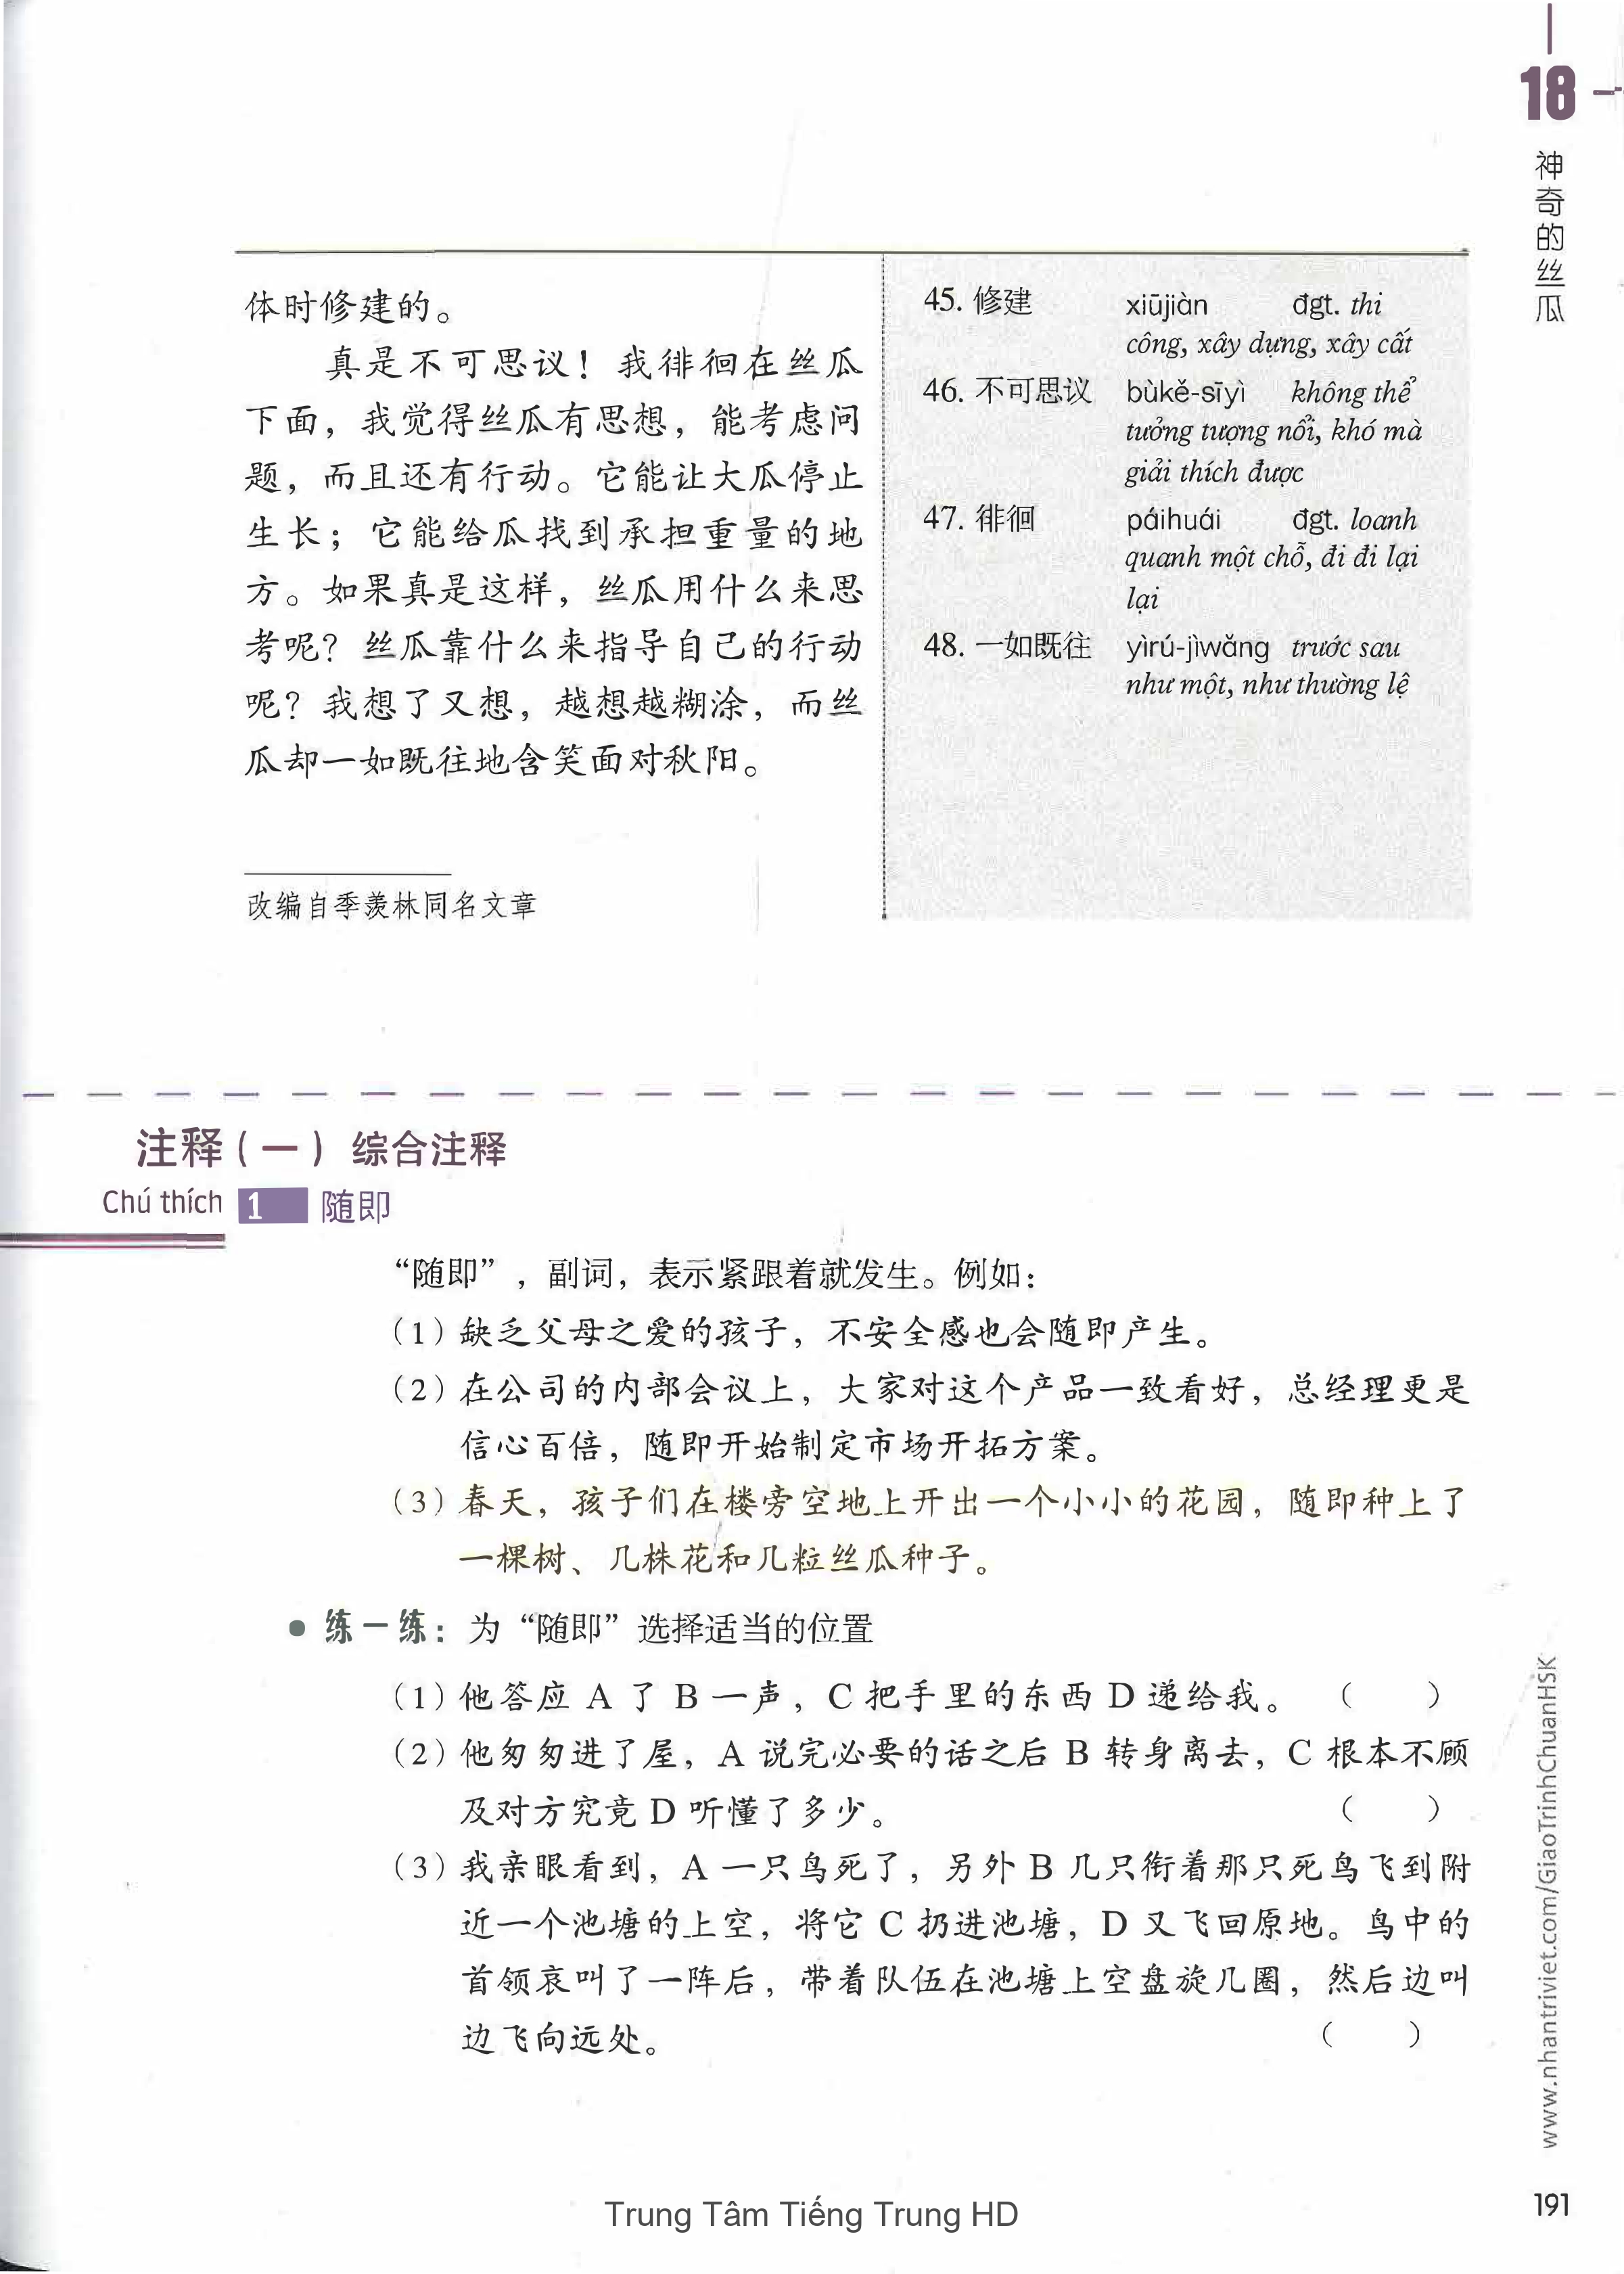 18
神奇的丝瓜
体时修建的。
真是不可思议！我徘徊在丝瓜
下面，我觉得丝瓜有思想，能考虑问
题，而且还有行动。它能让大瓜停止
生长；它能给瓜找到承担重量的地
方。如果真是这样，丝瓜用什么来思
考呢？丝瓜靠什么来指导自己的行动
呢？我想了又想，越想越糊涂，而丝
瓜却一如既往地含笑面对秋阳。
改编自季羡林同名文章
45. 修建 xiūjiàn đgt. thi
công, xây dựng, xây cất
46. 不可思议 bùkě-sīyì không thể
tưởng tượng nổi, khó mà
giải thích được
47. 徘徊 páihuái đgt. loanh
quanh một chỗ, đi đi lại
lại
48. 一如既往 yìrú-jìwǎng trước sau
như một, như thường lệ
注释（一）综合注释
Chú thích 1 随即
“随即”，副词，表示紧跟着就发生。例如：
（1）缺乏父母之爱的孩子，不安全感也会随即产生。
（2）在公司的内部会议上，大家对这个产品一致看好，总经理更是
信心百倍，随即开始制定市场开拓方案。
（3）春天，孩子们在楼旁空地上开出一个小小的花园，随即种上了
一棵树、几株花和几粒丝瓜种子。
● 练一练：为“随即”选择适当的位置
（1）他答应 A 了 B 一声，C 把手里的东西 D 递给我。（ ）
（2）他匆匆进了屋，A 说完必要的话之后 B 转身离去，C 根本不顾
及对方究竟 D 听懂了多少。（ ）
（3）我亲眼看到，A 一只鸟死了，另外 B 几只衔着那只死鸟飞到附
近一个池塘的上空，将它 C 扔进池塘，D 又飞回原地。鸟中的
首领哀叫了一阵后，带着队伍在池塘上空盘旋几圈，然后边叫
边飞向远处。（ ）
www.nhantriviet.com/GiaoTrinhChuanHSK
191
Trung Tâm Tiếng Trung HD